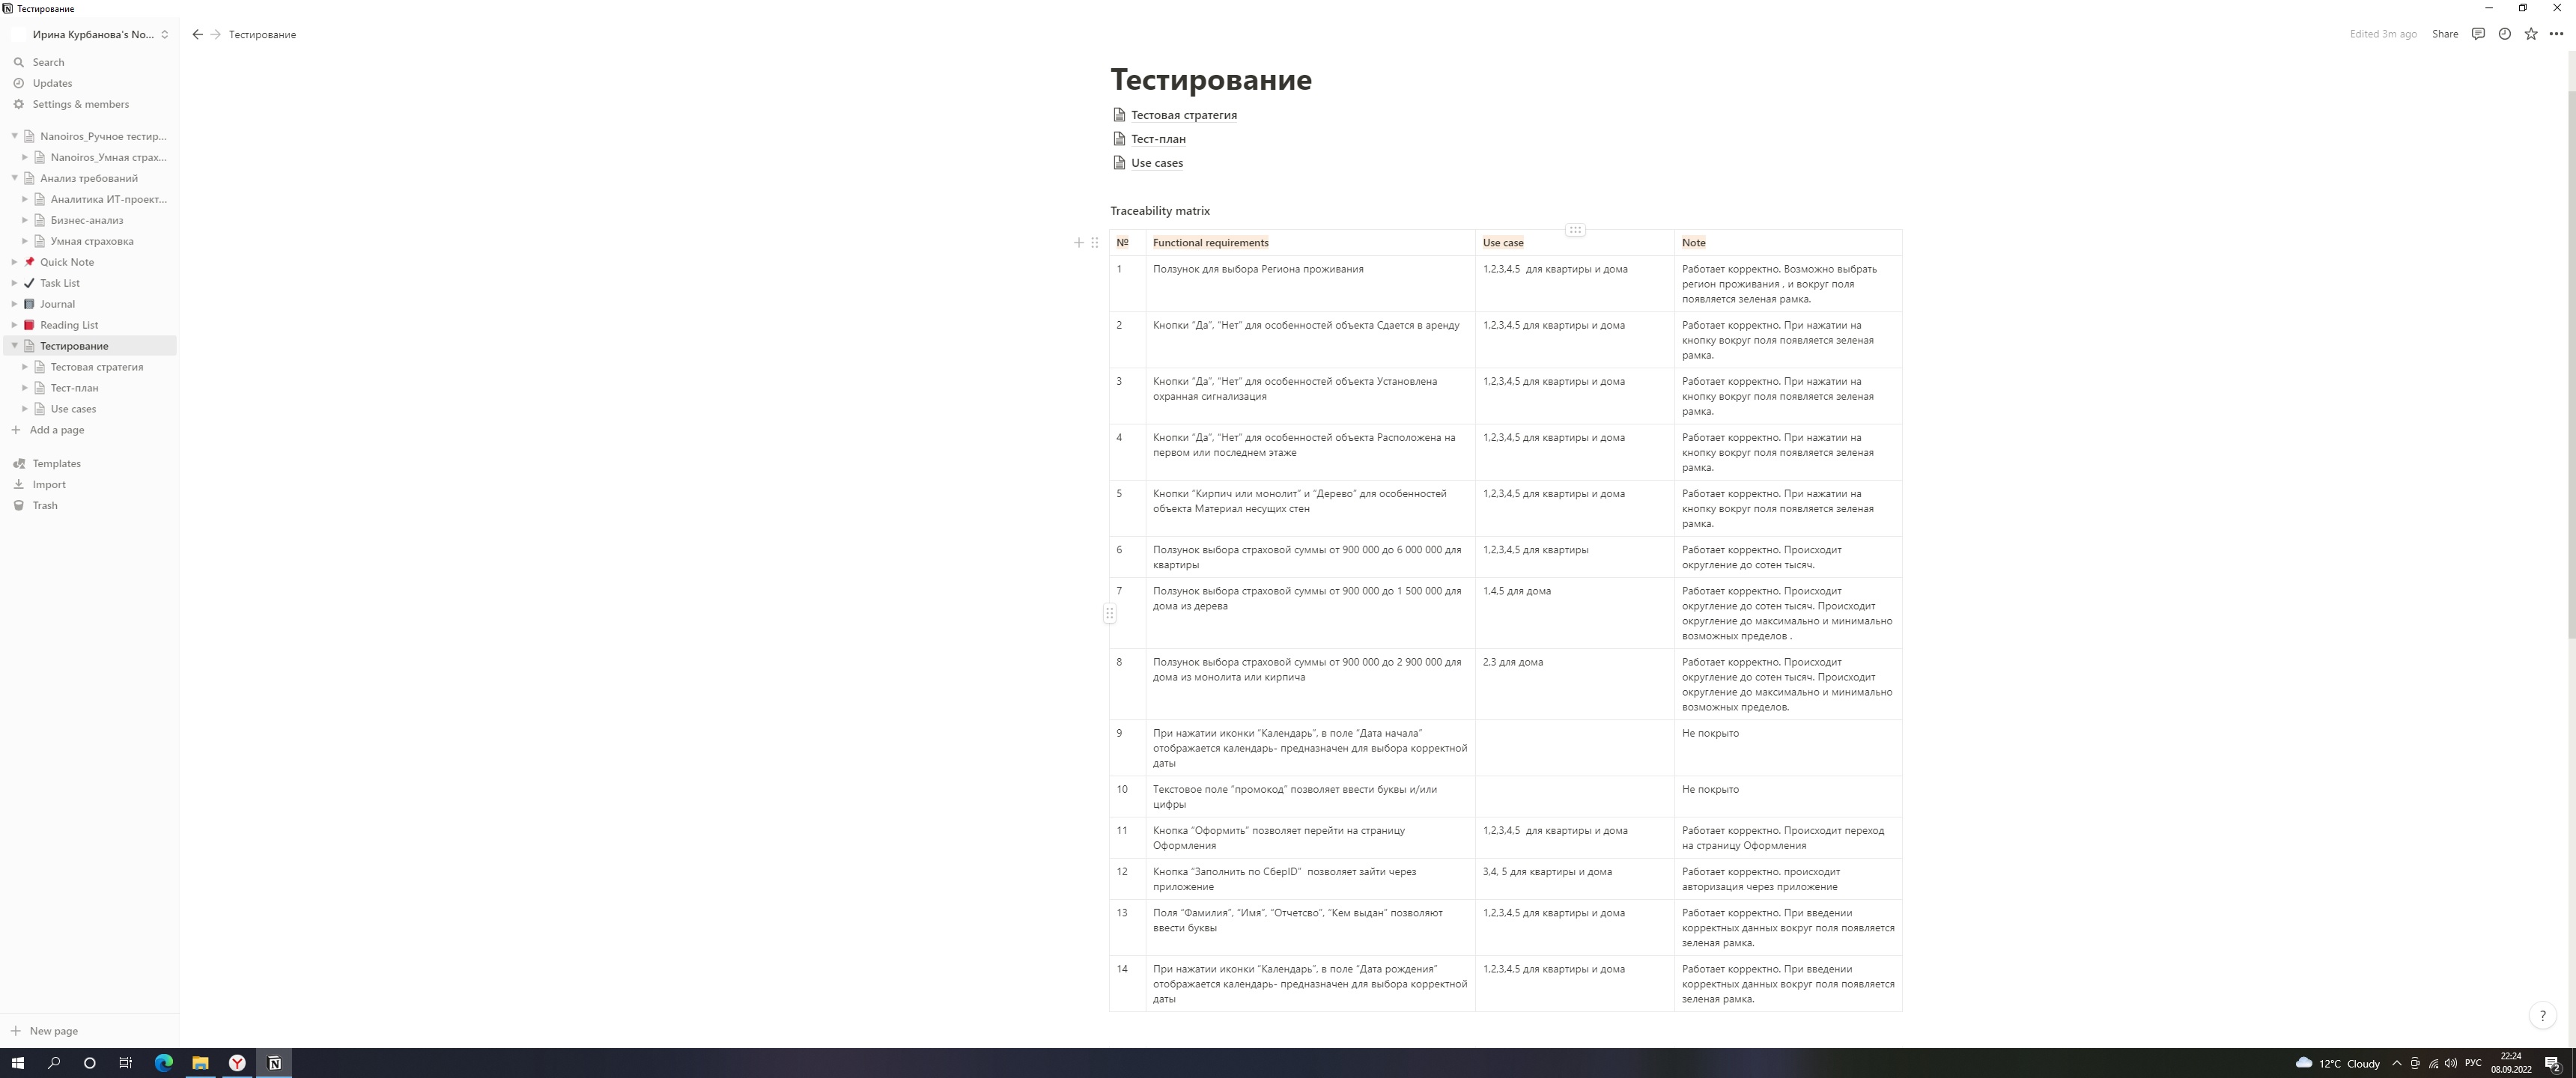 Тестирование
Ирина Курбанова's No...
Тестирование
Edited 3m ago
Share
Search
Updates
Settings & members
Nanoiros_Ручное тестир...
Nanoiros_Умная страх...
Анализ требований
Аналитика ИТ-проект...
Бизнес-анализ
Умная страховка
Quick Note
Task List
Journal
Reading List
Тестирование
Тестовая стратегия
Тест-план
Use cases
Add a page
Templates
Import
Trash
New page
Тестирование
Тестовая стратегия
Тест-план
Use cases
Traceability matrix
№ Functional requirements Use case Note
1
Ползунок для выбора Региона проживания
1,2,3,4,5 для квартиры и дома
Работает корректно. Возможно выбрать
регион проживания , и вокруг поля
появляется зеленая рамка.
2
Кнопки “Да”, “Нет” для особенностей объекта Сдается в аренду
1,2,3,4,5 для квартиры и дома
Работает корректно. При нажатии на
кнопку вокруг поля появляется зеленая
рамка.
3
Кнопки “Да”, “Нет” для особенностей объекта Установлена
охранная сигнализация
1,2,3,4,5 для квартиры и дома
Работает корректно. При нажатии на
кнопку вокруг поля появляется зеленая
рамка.
4
Кнопки “Да”, “Нет” для особенностей объекта Расположена на
первом или последнем этаже
1,2,3,4,5 для квартиры и дома
Работает корректно. При нажатии на
кнопку вокруг поля появляется зеленая
рамка.
5
Кнопки “Кирпич или монолит” и “Дерево” для особенностей
объекта Материал несущих стен
1,2,3,4,5 для квартиры и дома
Работает корректно. При нажатии на
кнопку вокруг поля появляется зеленая
рамка.
6
Ползунок выбора страховой суммы от 900 000 до 6 000 000 для
квартиры
1,2,3,4,5 для квартиры
Работает корректно. Происходит
округление до сотен тысяч.
7
Ползунок выбора страховой суммы от 900 000 до 1 500 000 для
дома из дерева
1,4,5 для дома
Работает корректно. Происходит
округление до сотен тысяч. Происходит
округление до максимально и минимально
возможных пределов .
8
Ползунок выбора страховой суммы от 900 000 до 2 900 000 для
дома из монолита или кирпича
2,3 для дома
Работает корректно. Происходит
округление до сотен тысяч. Происходит
округление до максимально и минимально
возможных пределов.
9
При нажатии иконки “Календарь”, в поле “Дата начала”
отображается календарь- предназначен для выбора корректной
даты
Не покрыто
10
Текстовое поле “промокод” позволяет ввести буквы и/или
цифры
Не покрыто
11
Кнопка “Оформить” позволяет перейти на страницу
Оформления
1,2,3,4,5 для квартиры и дома
Работает корректно. Происходит переход
на страницу Оформления
12
Кнопка “Заполнить по СберID” позволяет зайти через
приложение
3,4, 5 для квартиры и дома
Работает корректно. происходит
авторизация через приложение
13
Поля “Фамилия”, “Имя”, “Отчетсво”, “Кем выдан” позволяют
ввести буквы
1,2,3,4,5 для квартиры и дома
Работает корректно. При введении
корректных данных вокруг поля появляется
зеленая рамка.
14
При нажатии иконки “Календарь”, в поле “Дата рождения”
отображается календарь- предназначен для выбора корректной
даты
1,2,3,4,5 для квартиры и дома
Работает корректно. При введении
корректных данных вокруг поля появляется
зеленая рамка.
?
12°C Cloudy
РУС
22:24
08.09.2022
2